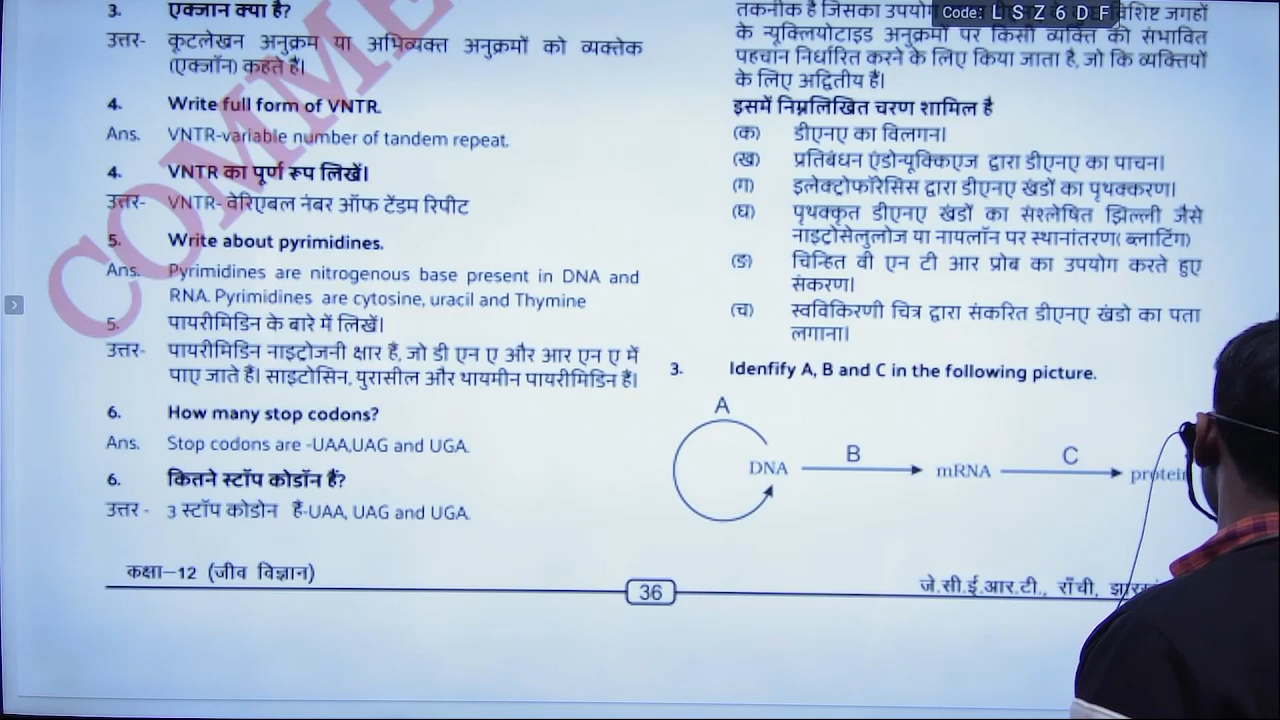 3. एक्जान क्या है?
उत्तर- कूटलेखन अनुक्रम या अभिव्यक्त अनुक्रमों को व्यक्तेक
(एक्जॉन) कहते हैं।
4. Write full form of VNTR.
Ans. VNTR-variable number of tandem repeat.
4. VNTR का पूर्ण रूप लिखें।
उत्तर- VNTR- वेरिएबल नंबर ऑफ टेंडम रिपीट
5. Write about pyrimidines.
Ans. Pyrimidines are nitrogenous base present in DNA and
RNA. Pyrimidines are cytosine, uracil and Thymine
5. पायरीमिडिन के बारे में लिखें।
उत्तर- पायरीमिडिन नाइट्रोजनी क्षार हैं, जो डी एन ए और आर एन ए में
पाए जाते हैं। साइटोसिन, युरासील और थायमीन पायरीमिडिन हैं।
6. How many stop codons?
Ans. Stop codons are -UAA,UAG and UGA.
6. कितने स्टॉप कोडॉन हैं?
उत्तर - 3 स्टॉप कोडोन हैं-UAA, UAG and UGA.
COMME
तकनीक है जिसका उपयोग विशिष्ट जगहों
Code: L S Z 6 D F
के न्यूक्लियोटाइड अनुक्रमों पर किसी व्यक्ति की संभावित
पहचान निर्धारित करने के लिए किया जाता है, जो कि व्यक्तियों
के लिए अद्वितीय हैं।
इसमें निम्नलिखित चरण शामिल है
(क) डीएनए का विलगन।
(ख) प्रतिबंधन एंडोन्यूक्किएज द्वारा डीएनए का पाचन।
(ग) इलेक्ट्रोफॉरेसिस द्वारा डीएनए खंडों का पृथक्करण।
(घ) पृथक्कृत डीएनए खंडों का संश्लेषित झिल्ली जैसे
नाइट्रोसेलुलोज या नायलॉन पर स्थानांतरण( ब्लाटिंग)
(ङ) चिन्हित वी एन टी आर प्रोब का उपयोग करते हुए
संकरण।
(च) स्वविकिरणी चित्र द्वारा संकरित डीएनए खंडो का पता
लगाना।
3. Idenfify A, B and C in the following picture.
A
B C
DNA mRNA protein
कक्षा-12 (जीव विज्ञान) 36 जे.सी.ई.आर.टी., राँची,